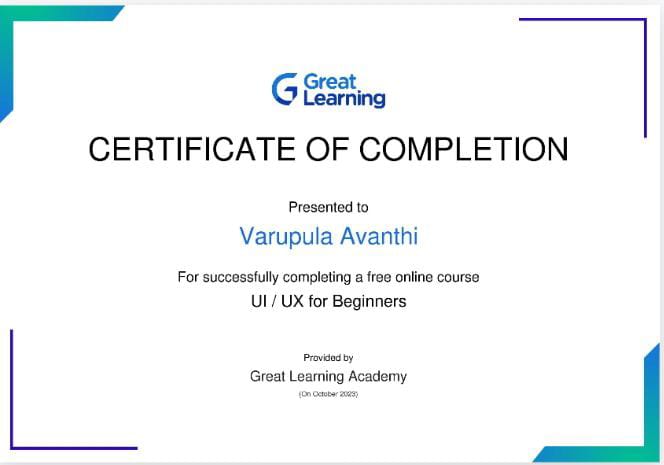 Great
Learning
CERTIFICATE OF COMPLETION
Presented to
Varupula Avanthi
For successfully completing a free online course
UI / UX for Beginners
Provided by
Great Learning Academy
(On October 2023)